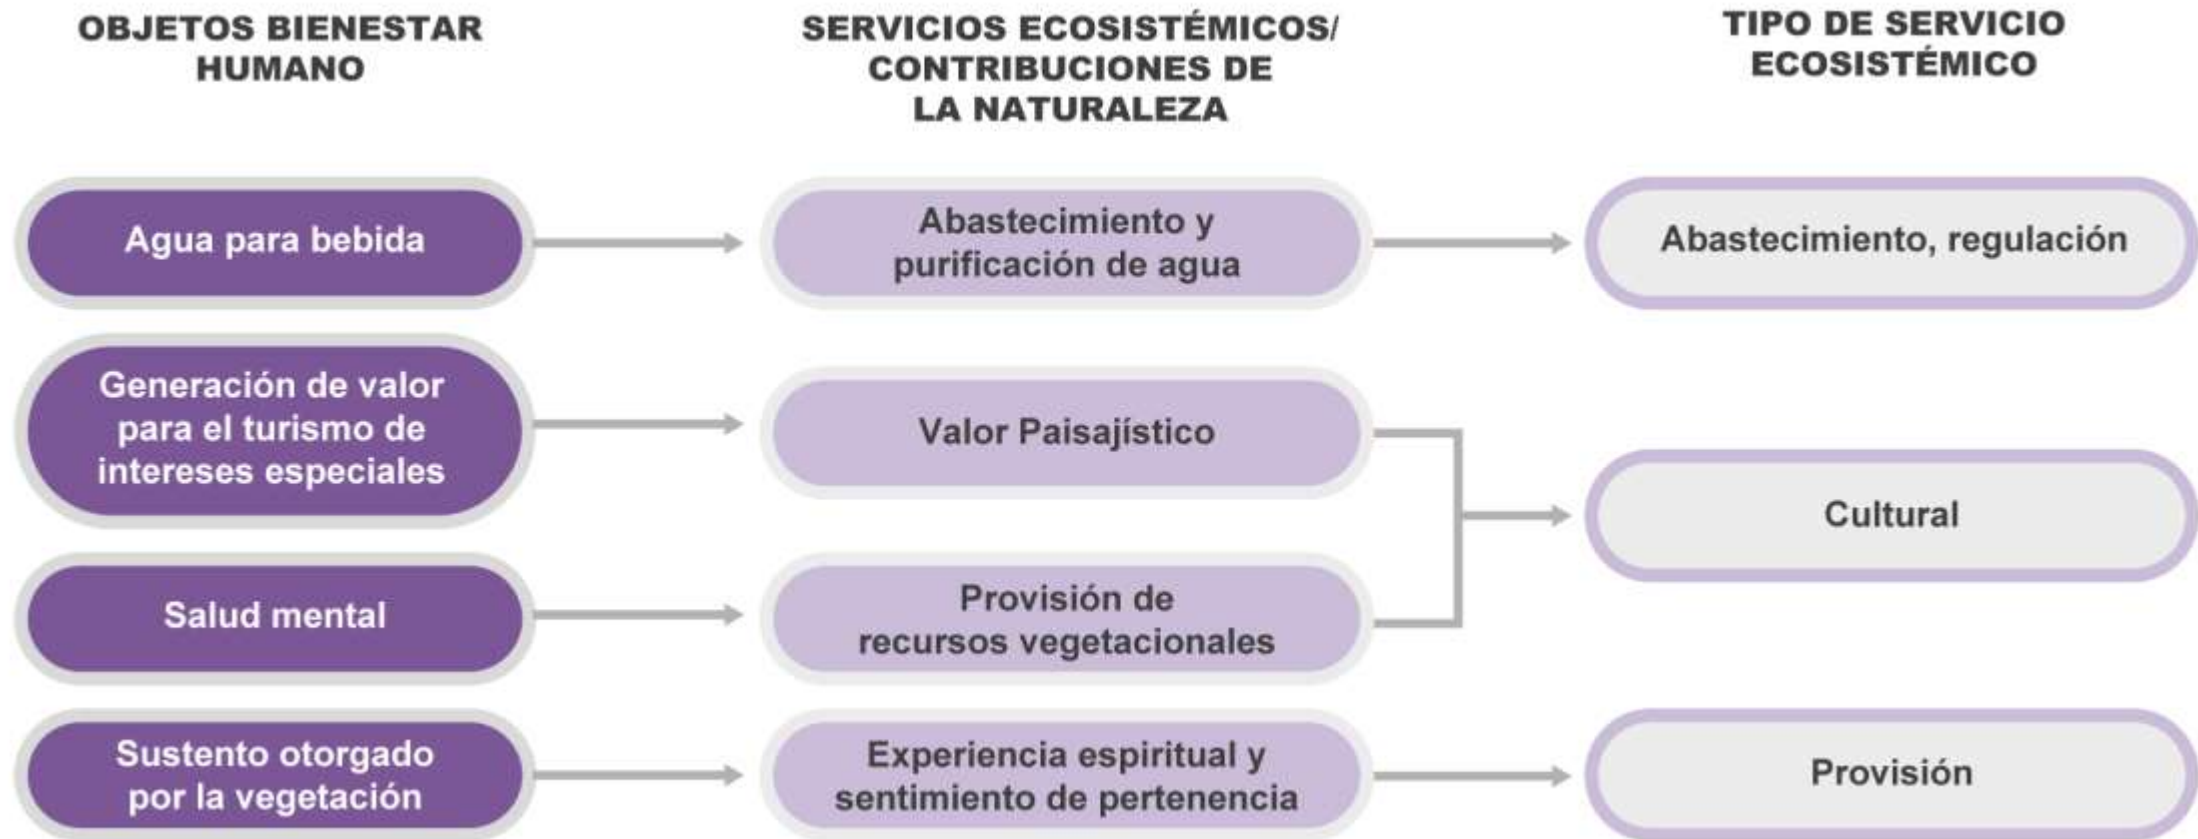 OBJETOS BIENESTAR
HUMANO
SERVICIOS ECOSISTÉMICOS/
CONTRIBUCIONES DE
LA NATURALEZA
TIPO DE SERVICIO
ECOSISTÉMICO
Agua para bebida
Abastecimiento y
purificación de agua
Abastecimiento, regulación
Generación de valor
para el turismo de
intereses especiales
Valor Paisajístico
Cultural
Salud mental
Provisión de
recursos vegetacionales
Sustento otorgado
por la vegetación
Experiencia espiritual y
sentimiento de pertenencia
Provisión